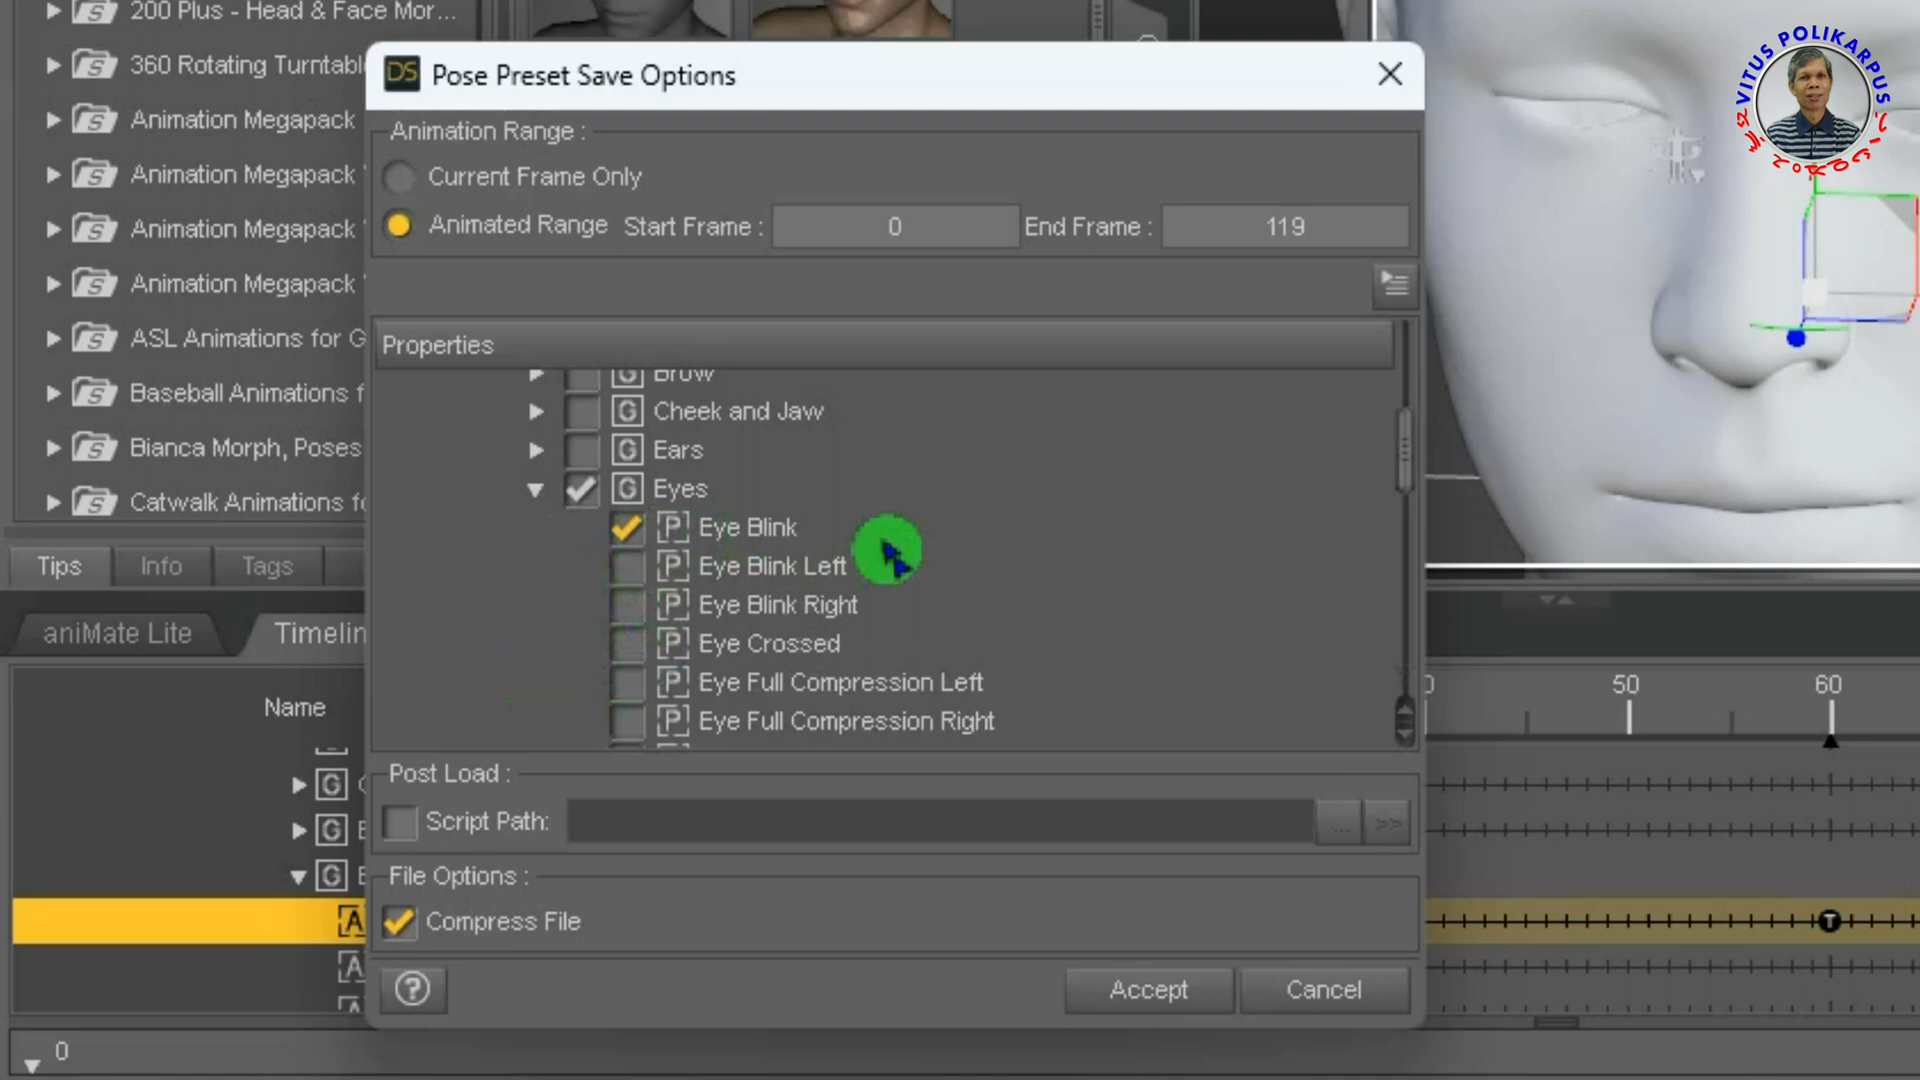 200 Plus - Head & Face Mor...
360 Rotating Turntabl
Animation Megapack
Animation Megapack
Animation Megapack
Animation Megapack
ASL Animations for G
Baseball Animations f
Bianca Morph, Poses
Catwalk Animations fo
Tips
Info
Tags
aniMate Lite
Timelin
Name
G
G
G
A
A
0
DS Pose Preset Save Options
Animation Range :
Current Frame Only
Animated Range
Start Frame :
0
End Frame :
119
Properties
G Brow
G Cheek and Jaw
G Ears
G Eyes
P Eye Blink
P Eye Blink Left
P Eye Blink Right
P Eye Crossed
P Eye Full Compression Left
P Eye Full Compression Right
Post Load :
Script Path:
...
>>
File Options :
Compress File
?
Accept
Cancel
50
60
T
VITUS POLIKARPUS